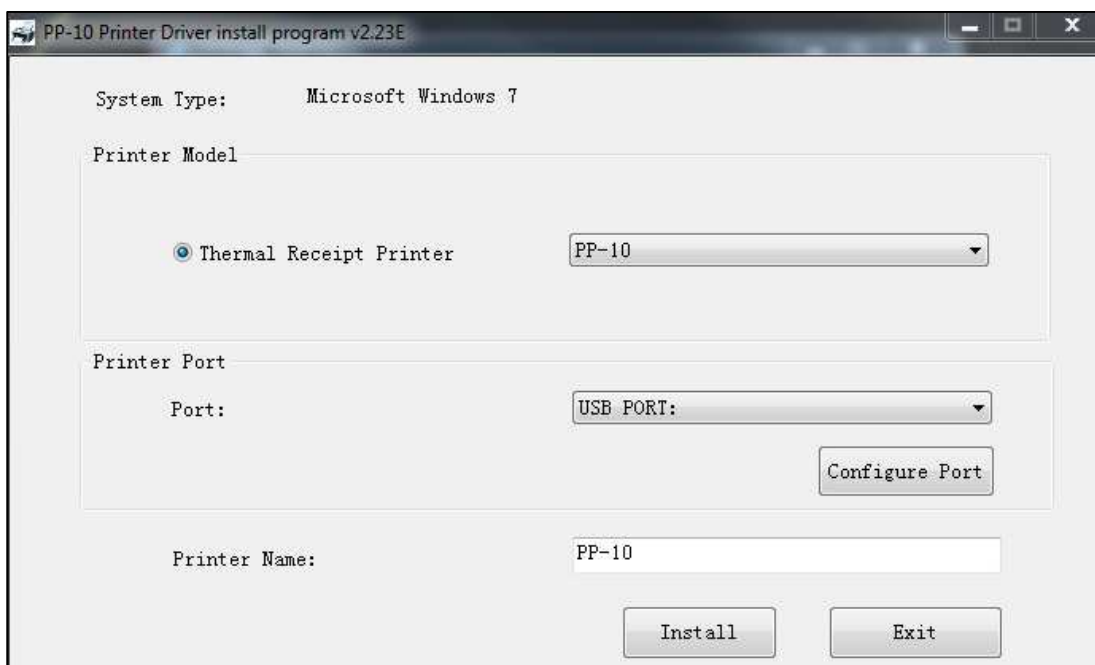 PP-10 Printer Driver install program v2.23E
System Type: Microsoft Windows 7
Printer Model
Thermal Receipt Printer PP-10
Printer Port
Port: USB PORT:
Configure Port
Printer Name: PP-10
Install Exit